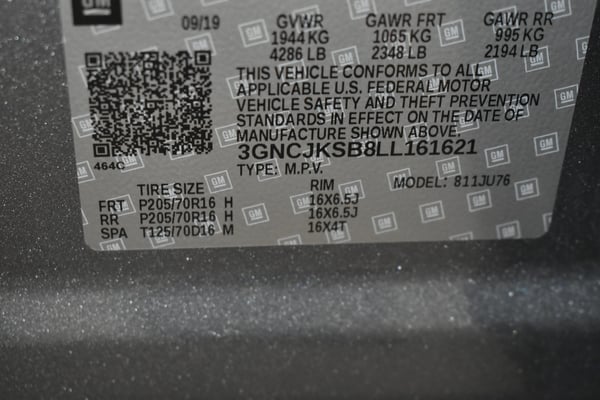 GM
09/19 GVWR GAWR FRT GAWR RR
1944 KG 1065 KG 995 KG
4286 LB 2348 LB 2194 LB
THIS VEHICLE CONFORMS TO ALL
APPLICABLE U.S. FEDERAL MOTOR
VEHICLE SAFETY AND THEFT PREVENTION
STANDARDS IN EFFECT ON THE DATE OF
MANUFACTURE SHOWN ABOVE.
3GNCJKSB8LL161621
464C
TYPE: M.P.V.
MODEL: 811JU76
TIRE SIZE RIM
FRT P205/70R16 H 16X6.5J
RR P205/70R16 H 16X6.5J
SPA T125/70D16 M 16X4T